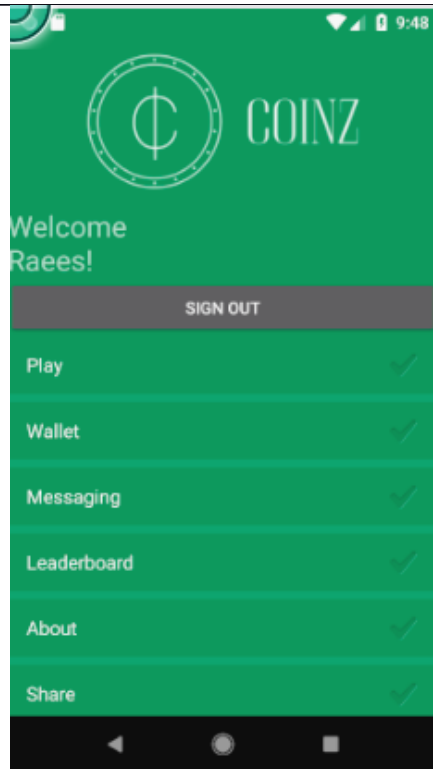 9:48
COINZ
Welcome
Raees!
SIGN OUT
Play
Wallet
Messaging
Leaderboard
About
Share